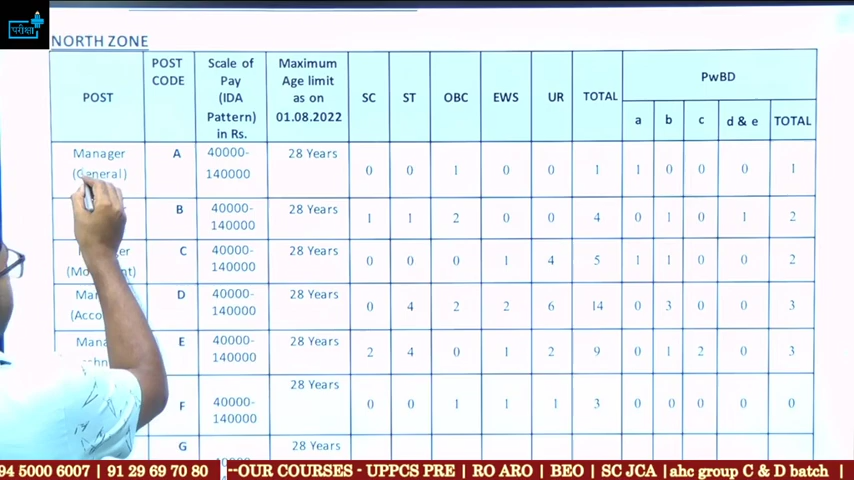 परीक्षा
NORTH ZONE
POST
POST CODE
Scale of Pay (IDA Pattern) in Rs.
Maximum Age limit as on 01.08.2022
SC ST OBC EWS UR TOTAL
PwBD
a b c d & e TOTAL
Manager (General) A 40000-140000 28 Years 0 0 1 0 0 1 1 0 0 0 1
B 40000-140000 28 Years 1 1 2 0 0 4 0 1 0 1 2
C 40000-140000 28 Years 0 0 0 1 4 5 1 1 0 0 2
D 40000-140000 28 Years 0 4 2 2 6 14 0 3 0 0 3
E 40000-140000 28 Years 2 4 0 1 2 9 0 1 2 0 3
F 40000-140000 28 Years 0 0 1 1 1 3 0 0 0 0 0
G 28 Years
94 5000 6007 | 91 29 69 70 80 --OUR COURSES - UPPCS PRE | RO ARO | BEO | SC JCA | ahc group C & D batch |